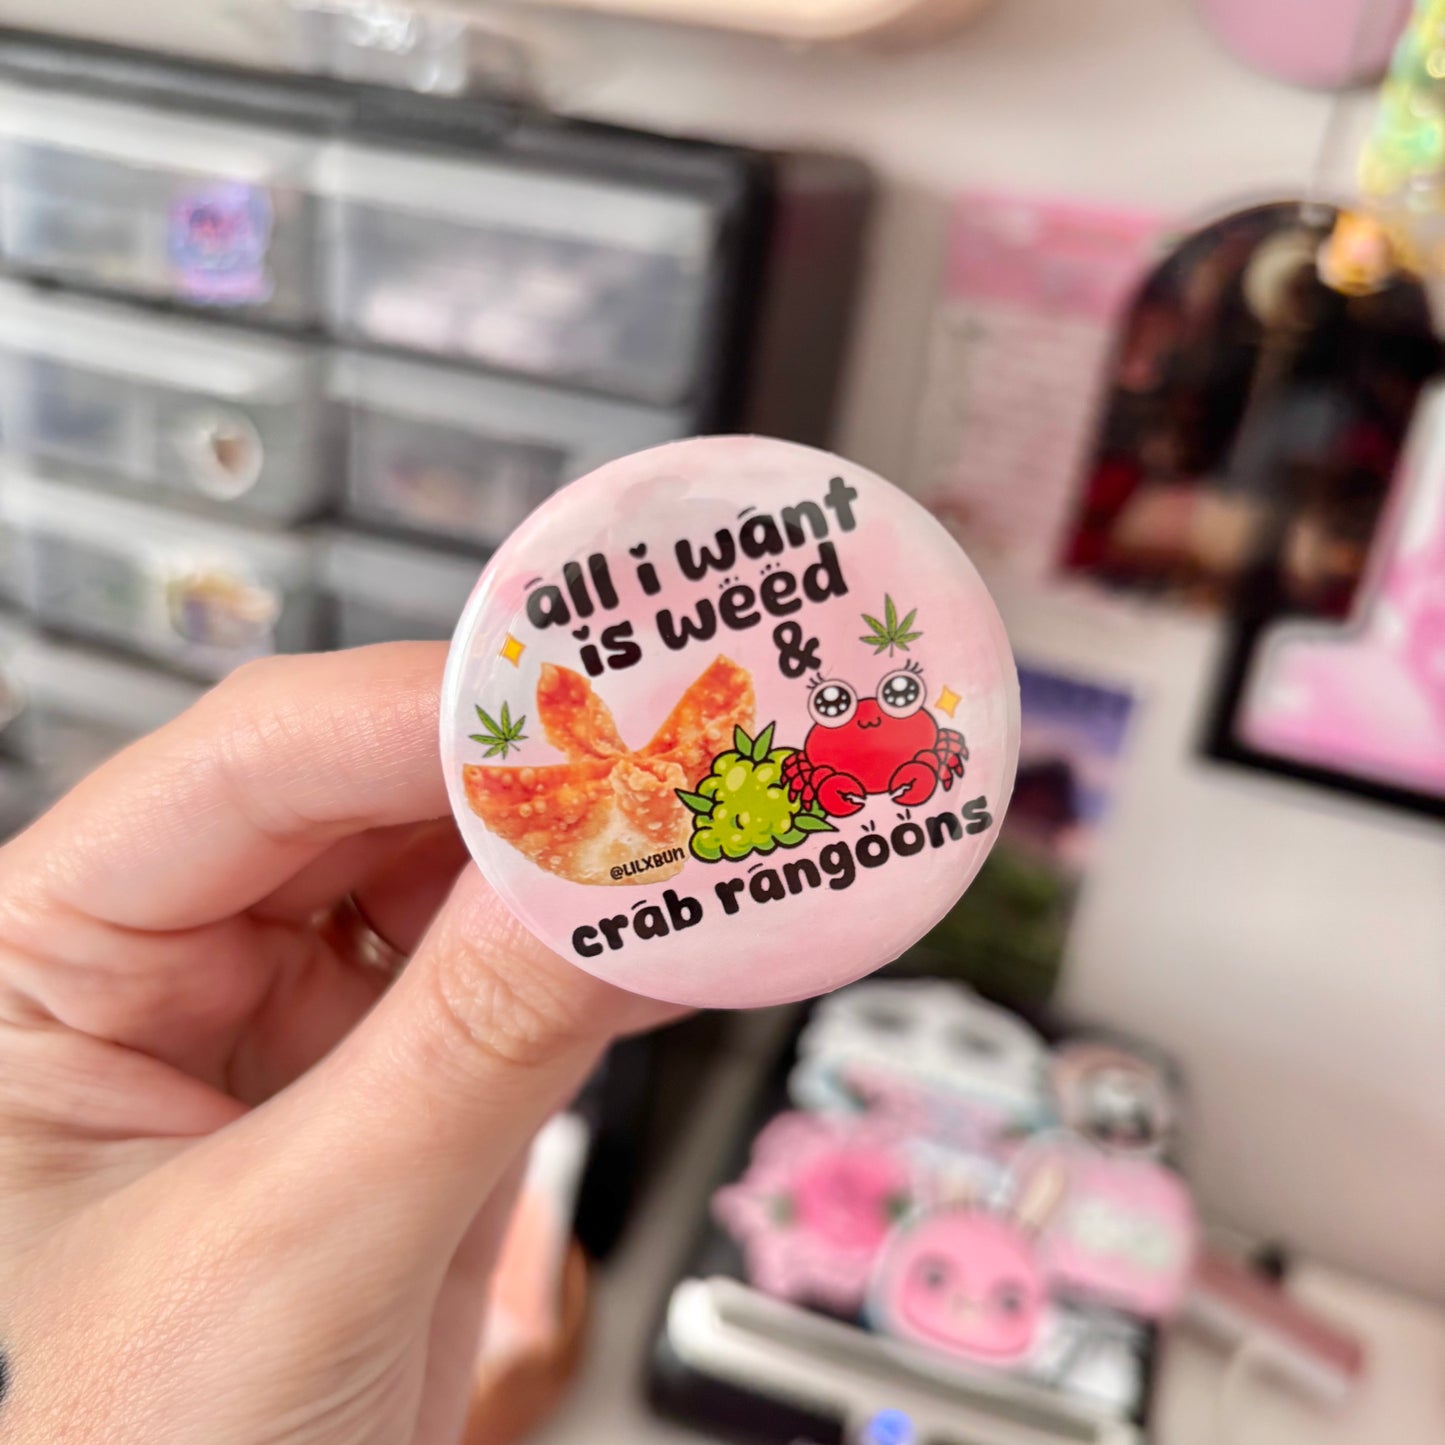 all i want
is weed
&
@LILXBUN
crab rangoons